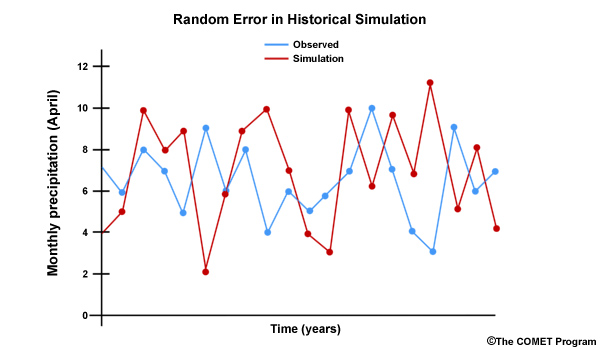 Random Error in Historical Simulation
Observed
Simulation
12
10
8
6
4
2
0
Monthly precipitation (April)
Time (years)
©The COMET Program